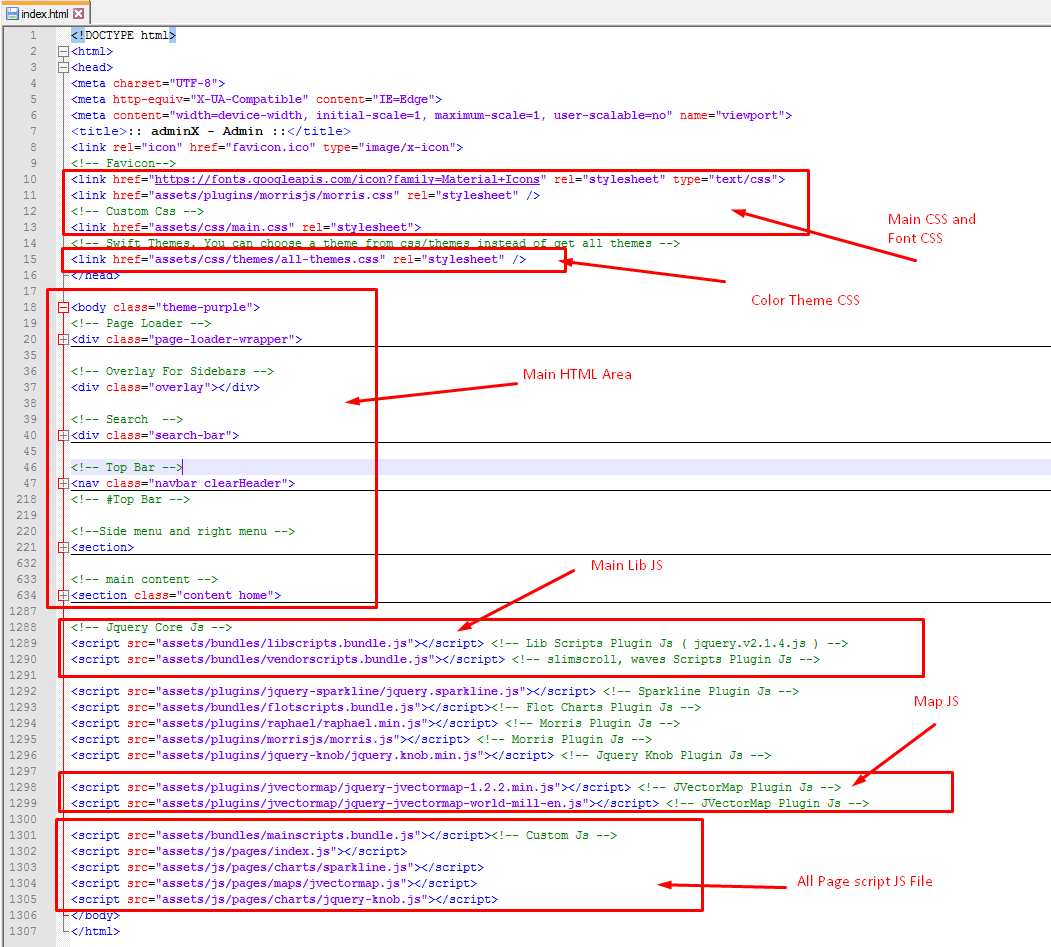 index.html
1 <!DOCTYPE html>
2 <html>
3 <head>
4 <meta charset="UTF-8">
5 <meta http-equiv="X-UA-Compatible" content="IE=Edge">
6 <meta content="width=device-width, initial-scale=1, maximum-scale=1, user-scalable=no" name="viewport">
7 <title>:: adminX - Admin ::</title>
8 <link rel="icon" href="favicon.ico" type="image/x-icon">
9 <!-- Favicon-->
10 <link href="https://fonts.googleapis.com/icon?family=Material+Icons" rel="stylesheet" type="text/css">
11 <link href="assets/plugins/morrisjs/morris.css" rel="stylesheet" />
12 <!-- Custom Css -->
13 <link href="assets/css/main.css" rel="stylesheet">
Main CSS and
Font CSS
14 <!-- Swift Themes. You can choose a theme from css/themes instead of get all themes -->
15 <link href="assets/css/themes/all-themes.css" rel="stylesheet" />
16 </head>
Color Theme CSS
17
18 <body class="theme-purple">
19 <!-- Page Loader -->
20 <div class="page-loader-wrapper">
35
36 <!-- Overlay For Sidebars -->
37 <div class="overlay"></div>
Main HTML Area
38
39 <!-- Search  -->
40 <div class="search-bar">
45
46 <!-- Top Bar -->
47 <nav class="navbar clearHeader">
218 <!-- #Top Bar -->
219
220 <!--Side menu and right menu -->
221 <section>
632
Main Lib JS
633 <!-- main content -->
634 <section class="content home">
1287
1288 <!-- Jquery Core Js -->
1289 <script src="assets/bundles/libscripts.bundle.js"></script> <!-- Lib Scripts Plugin Js ( jquery.v2.1.4.js ) -->
1290 <script src="assets/bundles/vendorscripts.bundle.js"></script> <!-- slimscroll, waves Scripts Plugin Js -->
1291
1292 <script src="assets/plugins/jquery-sparkline/jquery.sparkline.js"></script> <!-- Sparkline Plugin Js -->
1293 <script src="assets/bundles/flotscripts.bundle.js"></script><!-- Flot Charts Plugin Js -->
Map JS
1294 <script src="assets/plugins/raphael/raphael.min.js"></script> <!-- Morris Plugin Js -->
1295 <script src="assets/plugins/morrisjs/morris.js"></script> <!-- Morris Plugin Js -->
1296 <script src="assets/plugins/jquery-knob/jquery.knob.min.js"></script> <!-- Jquery Knob Plugin Js -->
1297
1298 <script src="assets/plugins/jvectormap/jquery-jvectormap-1.2.2.min.js"></script> <!-- JVectorMap Plugin Js -->
1299 <script src="assets/plugins/jvectormap/jquery-jvectormap-world-mill-en.js"></script> <!-- JVectorMap Plugin Js -->
1300
1301 <script src="assets/bundles/mainscripts.bundle.js"></script><!-- Custom Js -->
1302 <script src="assets/js/pages/index.js"></script>
1303 <script src="assets/js/pages/charts/sparkline.js"></script>
1304 <script src="assets/js/pages/maps/jvectormap.js"></script>
All Page script JS File
1305 <script src="assets/js/pages/charts/jquery-knob.js"></script>
1306 </body>
1307 </html>